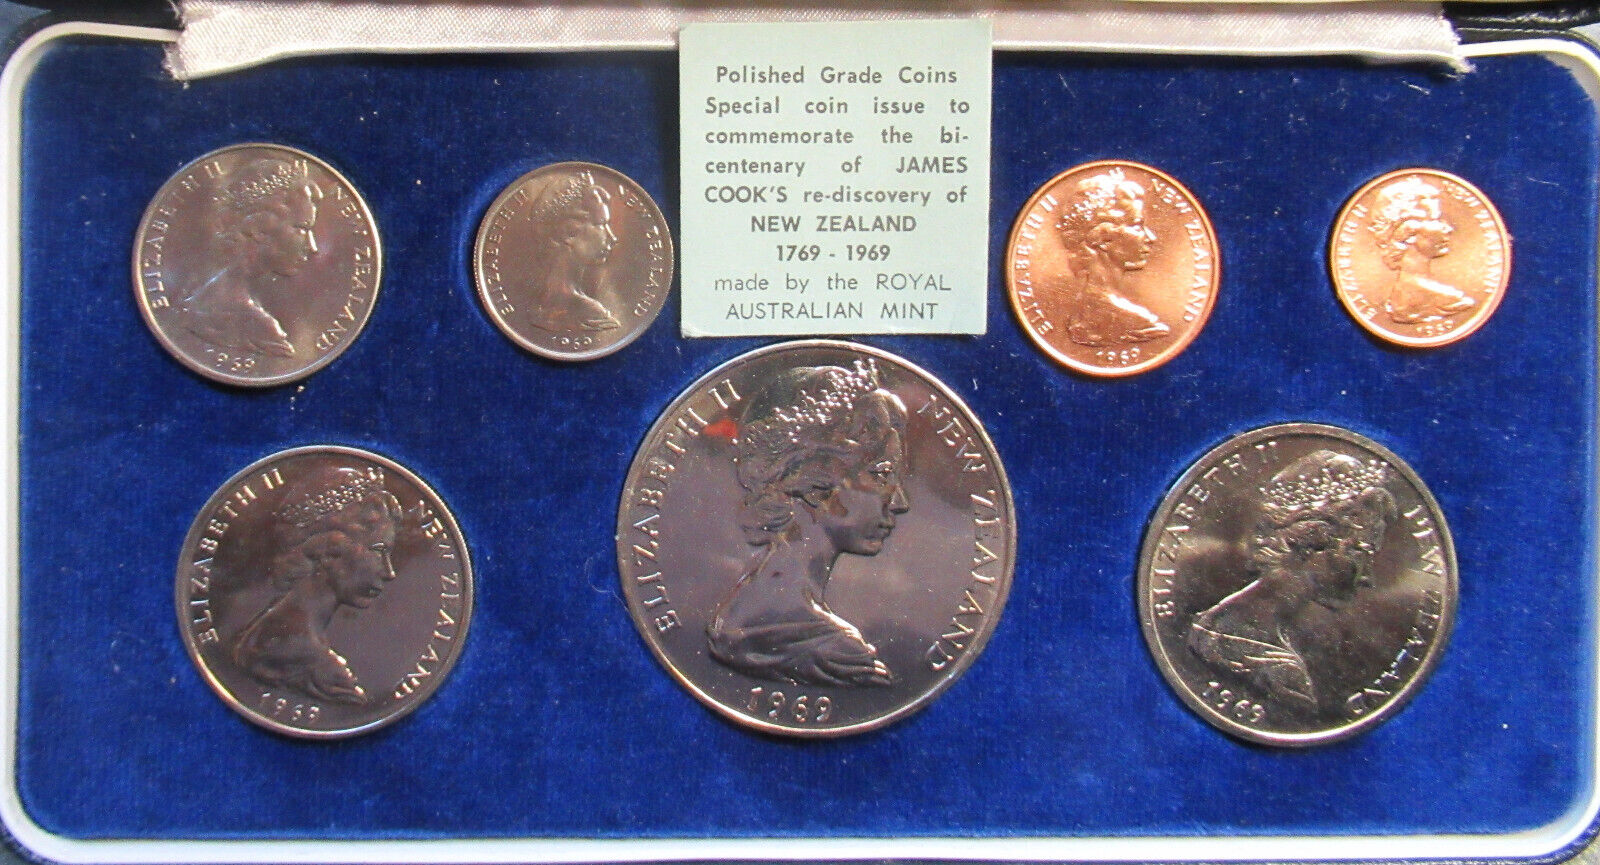 Polished Grade Coins
Special coin issue to
commemorate the bi-
centenary of JAMES
COOK'S re-discovery of
NEW ZEALAND
1769 - 1969
made by the ROYAL
AUSTRALIAN MINT
ELIZABETH II NEW ZEALAND
1969
ELIZABETH II NEW ZEALAND
1969
ELIZABETH II NEW ZEALAND
1969
ELIZABETH II NEW ZEALAND
1969
ELIZABETH II NEW ZEALAND
1969
ELIZABETH II NEW ZEALAND
1969
ELIZABETH II NEW ZEALAND
1969